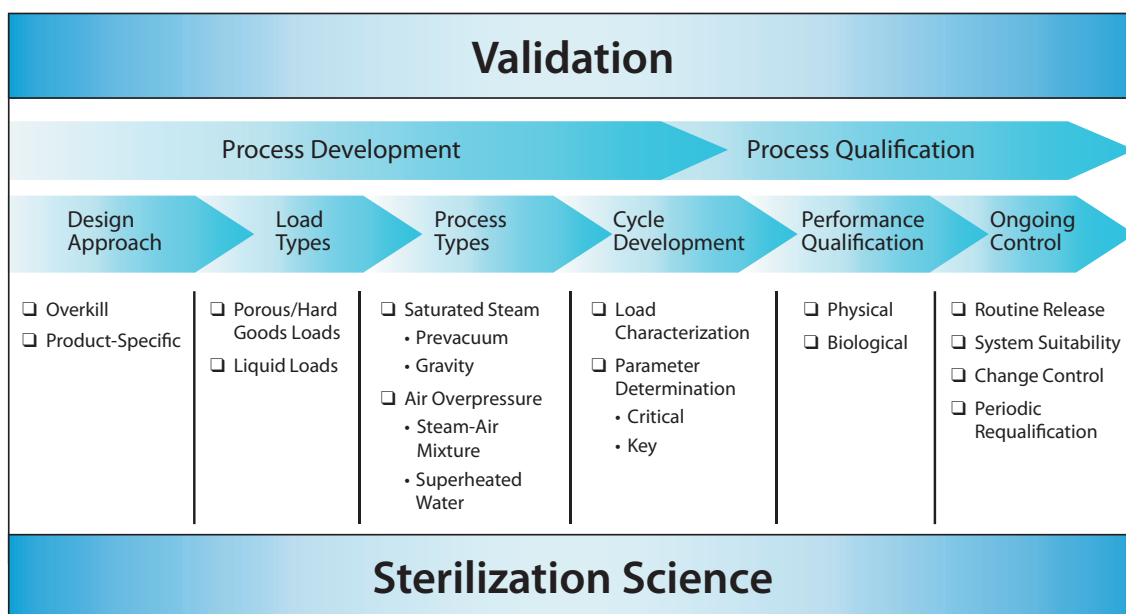 Validation
Process Development
Process Qualification
Design
Approach
Load
Types
Process
Types
Cycle
Development
Performance
Qualification
Ongoing
Control
❏ Overkill
❏ Product-Specific
❏ Porous/Hard
Goods Loads
❏ Liquid Loads
❏ Saturated Steam
• Prevacuum
• Gravity
❏ Air Overpressure
• Steam-Air
Mixture
• Superheated
Water
❏ Load
Characterization
❏ Parameter
Determination
• Critical
• Key
❏ Physical
❏ Biological
❏ Routine Release
❏ System Suitability
❏ Change Control
❏ Periodic
Requalification
Sterilization Science